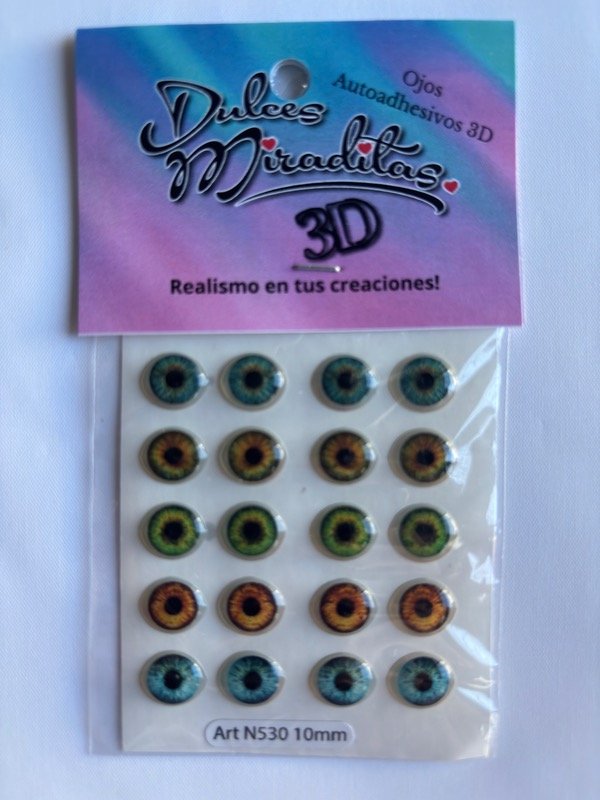 Dulces
Miraditas
3D
Ojos
Autoadhesivos 3D
Realismo en tus creaciones!
Art N530 10mm